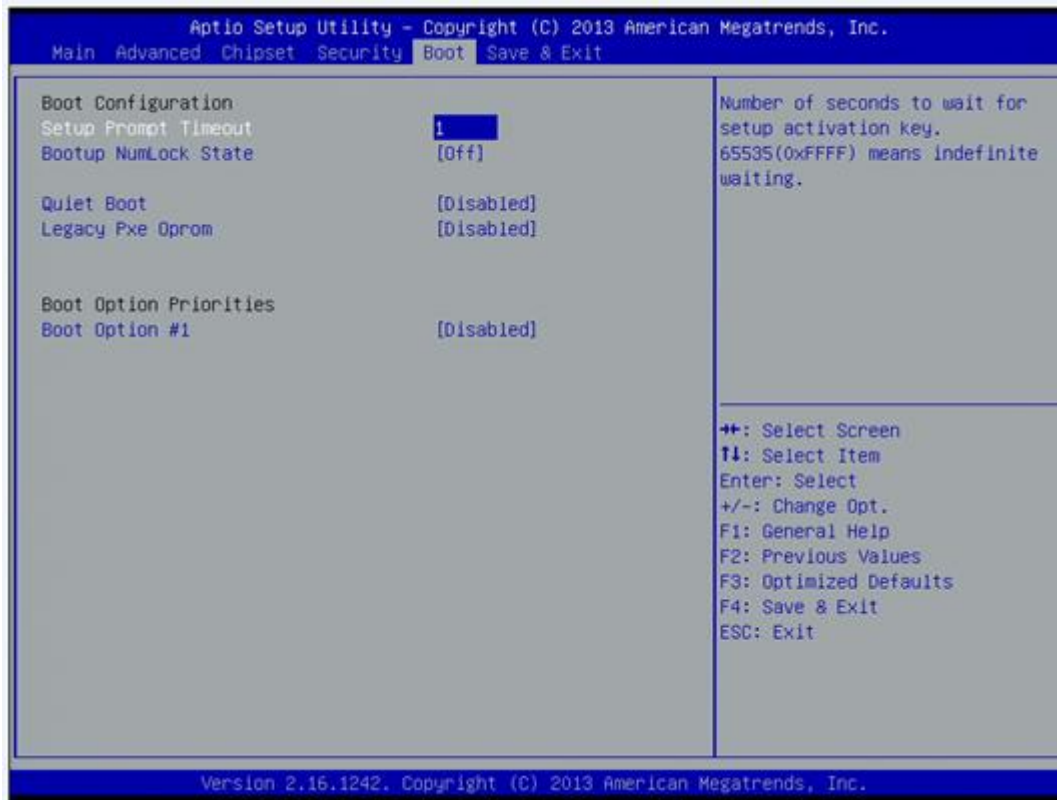 Aptio Setup Utility - Copyright (C) 2013 American Megatrends, Inc.
Main Advanced Chipset Security Boot Save & Exit
Boot Configuration
Setup Prompt Timeout 1
Bootup NumLock State [Off]
Quiet Boot [Disabled]
Legacy Pxe Oprom [Disabled]
Boot Option Priorities
Boot Option #1 [Disabled]
Number of seconds to wait for
setup activation key.
65535(0xFFFF) means indefinite
waiting.
→←: Select Screen
↑↓: Select Item
Enter: Select
+/-: Change Opt.
F1: General Help
F2: Previous Values
F3: Optimized Defaults
F4: Save & Exit
ESC: Exit
Version 2.16.1242. Copyright (C) 2013 American Megatrends, Inc.